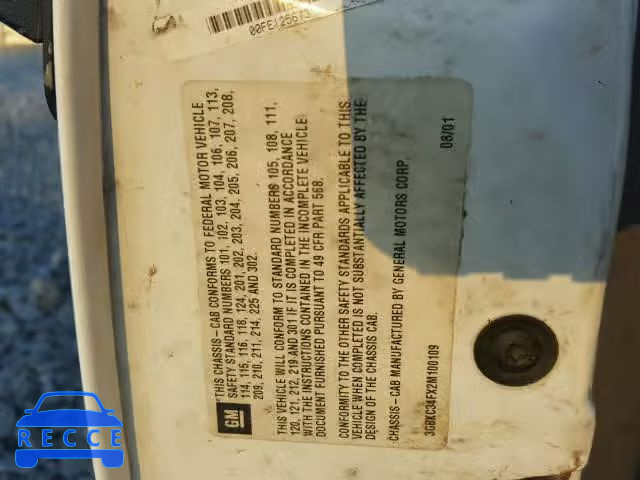 00FE125673
GM
"THIS CHASSIS-CAB CONFORMS TO FEDERAL MOTOR VEHICLE
SAFETY STANDARD NUMBERS 101, 102, 103, 104, 106, 107, 113,
114, 115, 116, 118, 124, 201, 202, 203, 204, 205, 206, 207, 208,
209, 210, 211, 214, 225 AND 302.
THIS VEHICLE WILL CONFORM TO STANDARD NUMBERS 105, 108, 111,
120, 121, 212, 219 AND 301 IF IT IS COMPLETED IN ACCORDANCE
WITH THE INSTRUCTIONS CONTAINED IN THE INCOMPLETE VEHICLE
DOCUMENT FURNISHED PURSUANT TO 49 CFR PART 568.
CONFORMITY TO THE OTHER SAFETY STANDARDS APPLICABLE TO THIS
VEHICLE WHEN COMPLETED IS NOT SUBSTANTIALLY AFFECTED BY THE
DESIGN OF THE CHASSIS CAB.
CHASSIS-CAB MANUFACTURED BY GENERAL MOTORS CORP.
08/01
3GBKC34FX2M100109
RECCE